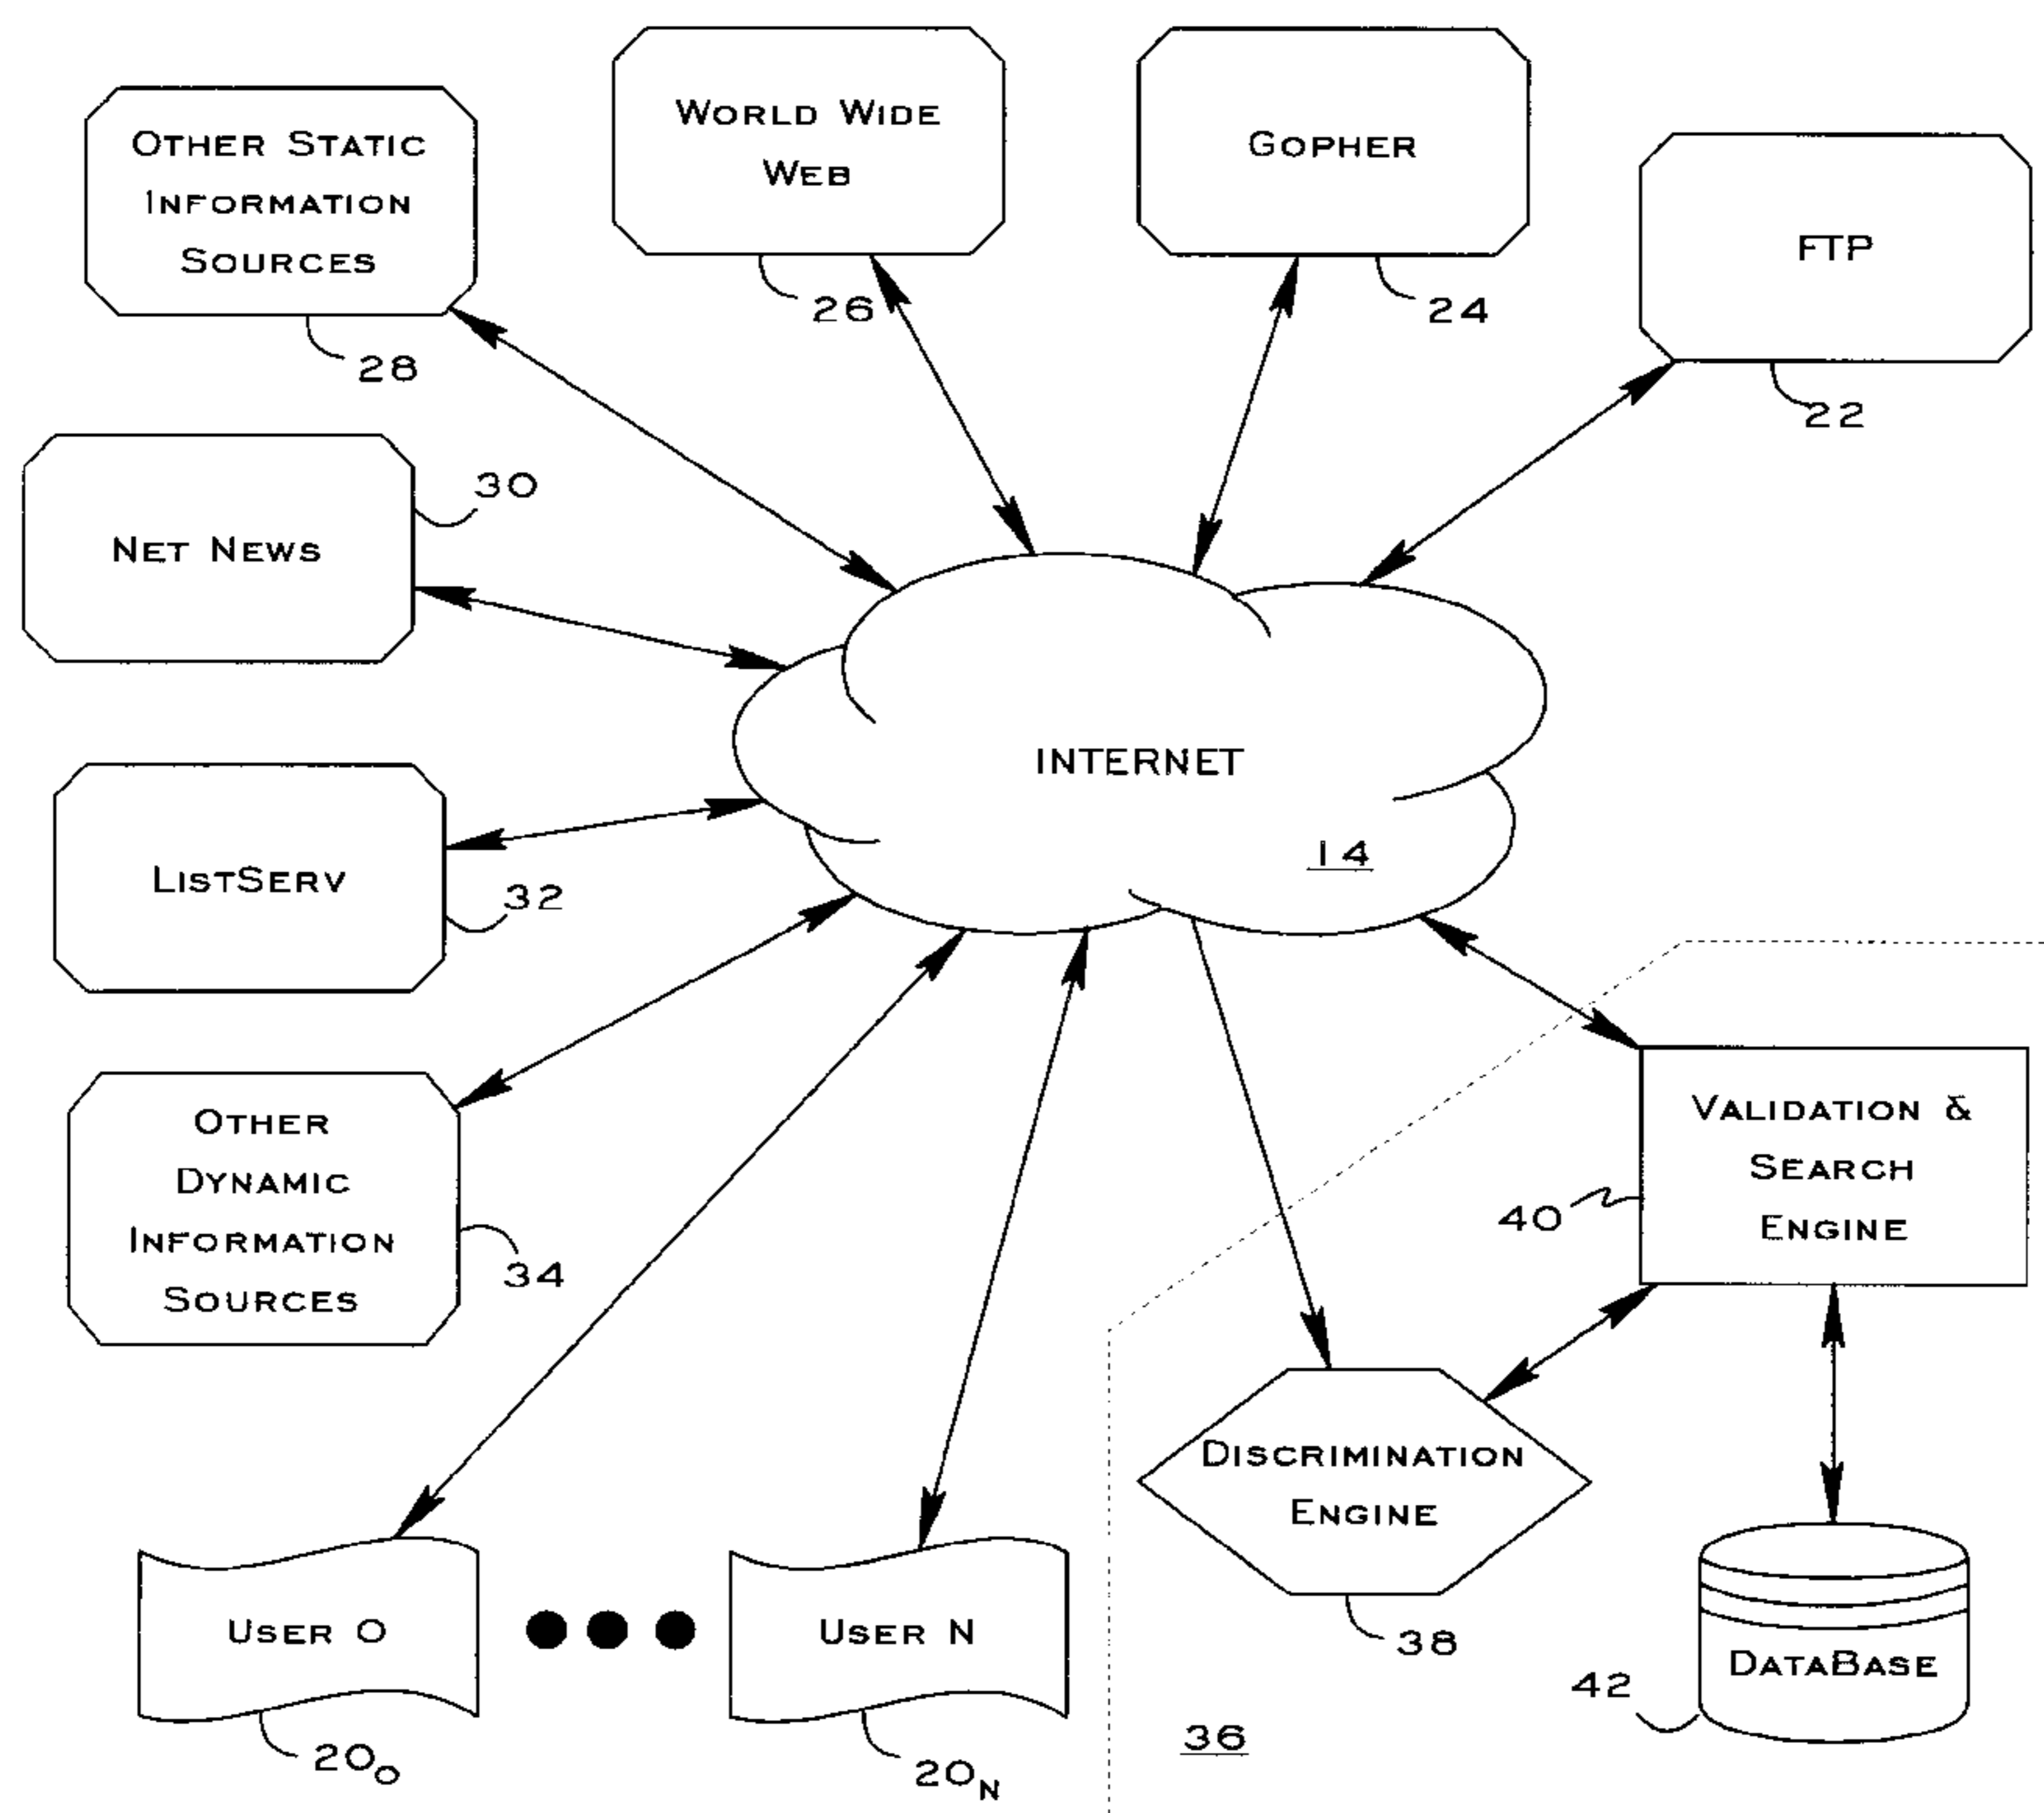 OTHER STATIC
INFORMATION
SOURCES
28
WORLD WIDE
WEB
26
GOPHER
24
FTP
22
NET NEWS
30
INTERNET
14
LISTSERV
32
OTHER
DYNAMIC
INFORMATION
SOURCES
34
VALIDATION &
SEARCH
ENGINE
40
DISCRIMINATION
ENGINE
38
USER 0
20₀
USER N
20N
DATABASE
42
36